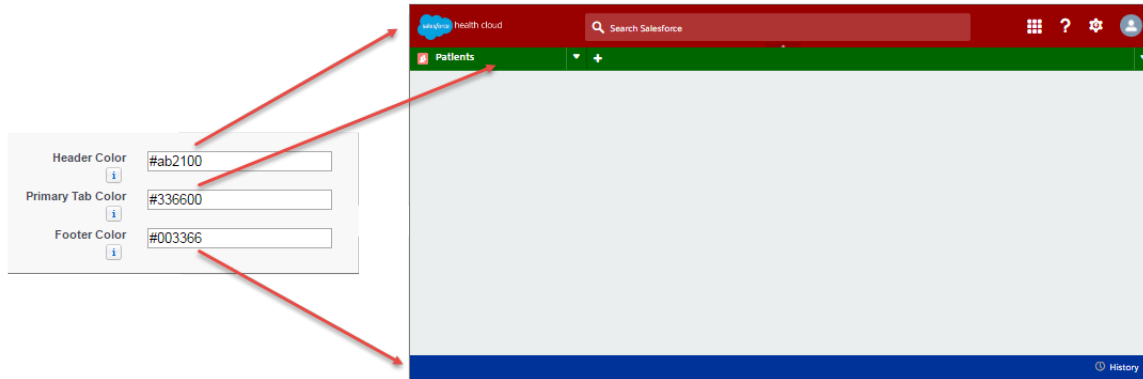 salesforce health cloud
Search Salesforce
?
Patients
+
Header Color
#ab2100
i
Primary Tab Color
#336600
i
Footer Color
#003366
i
History